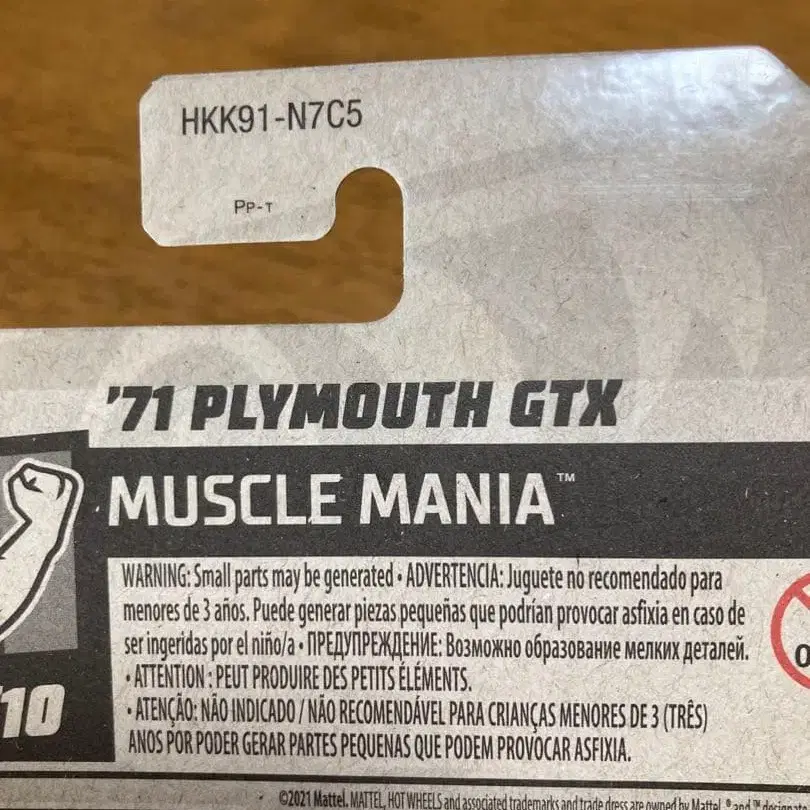 HKK91-N7C5
PP-T
'71 PLYMOUTH GTX
MUSCLE MANIA™
WARNING: Small parts may be generated • ADVERTENCIA: Juguete no recomendado para
menores de 3 años. Puede generar piezas pequeñas que podrían provocar asfixia en caso de
ser ingeridas por el niño/a • ПРЕДУПРЕЖДЕНИЕ: Возможно образование мелких деталей.
• ATTENTION : PEUT PRODUIRE DES PETITS ÉLÉMENTS.
• ATENÇÃO: NÃO INDICADO / NÃO RECOMENDÁVEL PARA CRIANÇAS MENORES DE 3 (TRÊS)
ANOS POR PODER GERAR PARTES PEQUENAS QUE PODEM PROVOCAR ASFIXIA.
/10
©2021 Mattel. MATTEL, HOT WHEELS and associated trademarks and trade dress are owned by Mattel. ® and ™